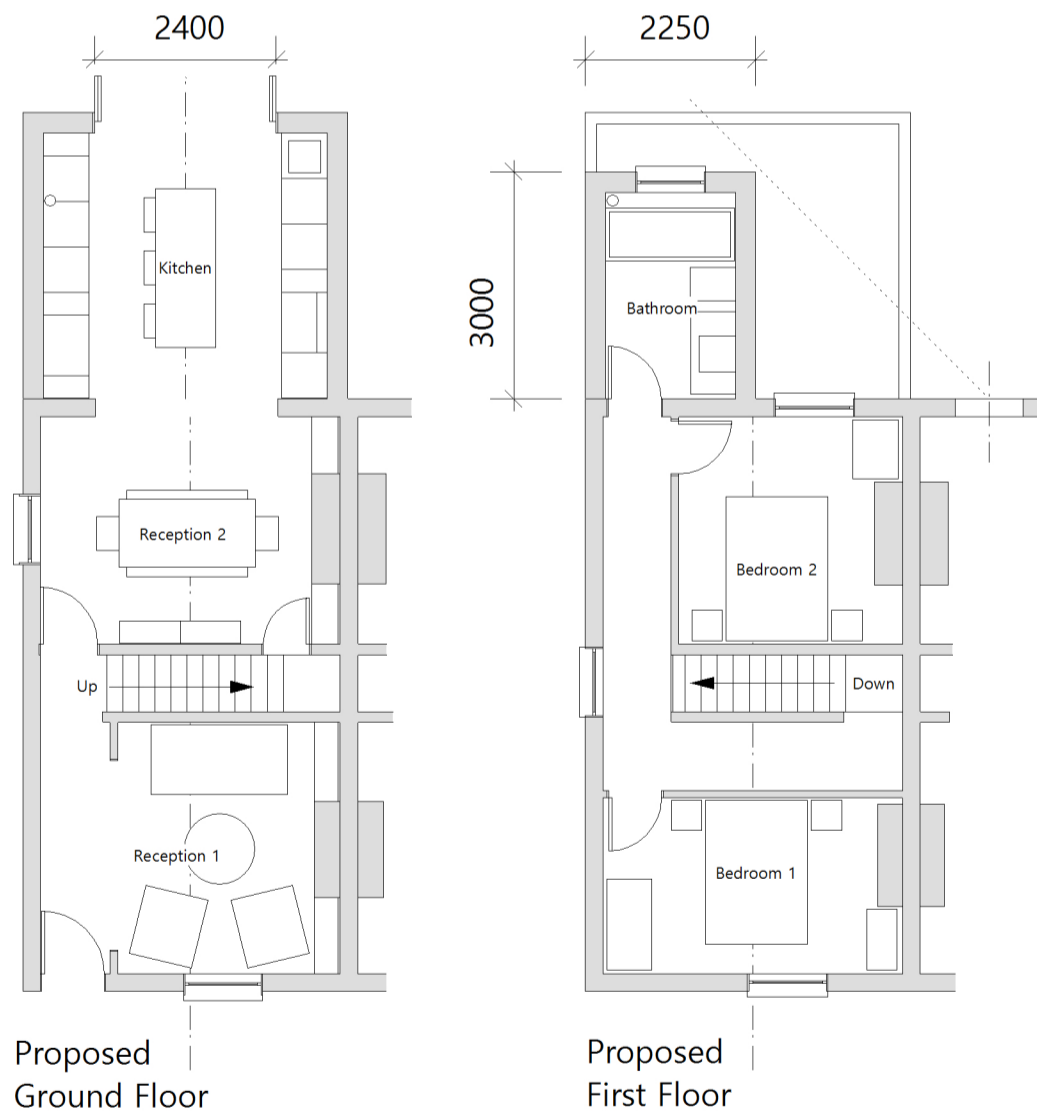 2400
2250
Kitchen
3000
Bathroom
Reception 2
Bedroom 2
Up
Down
Reception 1
Bedroom 1
Proposed
Ground Floor
Proposed
First Floor